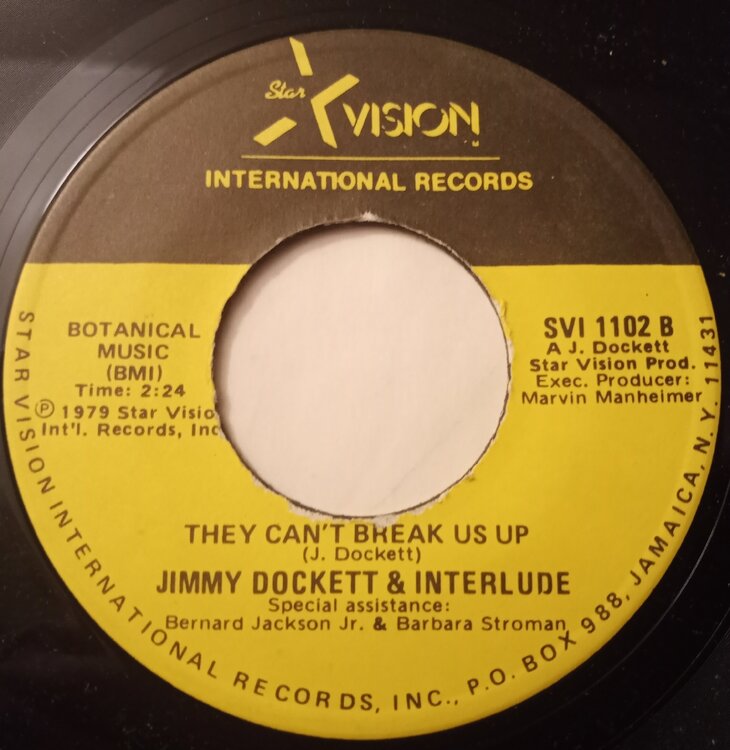 Star
VISION
INTERNATIONAL RECORDS
BOTANICAL
MUSIC
(BMI)
Time: 2:24
Ⓟ 1979 Star Visio
Int'l. Records, Inc
SVI 1102 B
A J. Dockett
Star Vision Prod.
Exec. Producer:
Marvin Manheimer
THEY CAN'T BREAK US UP
(J. Dockett)
JIMMY DOCKETT & INTERLUDE
Special assistance:
Bernard Jackson Jr. & Barbara Stroman
STAR VISION INTERNATIONAL RECORDS, INC., P.O. BOX 988, JAMAICA, N.Y. 11431